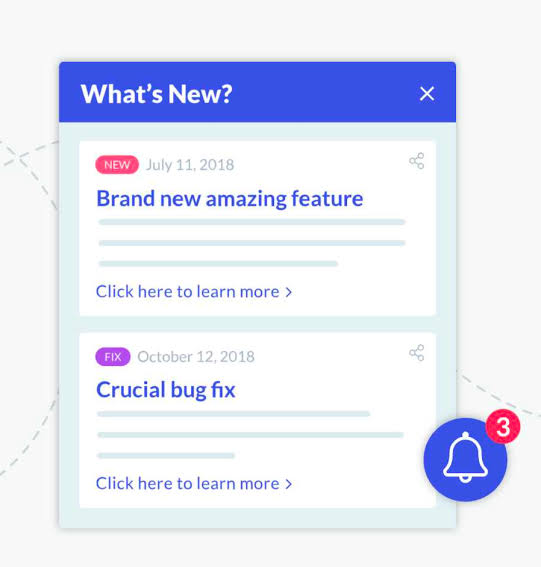 What's New?
NEW July 11, 2018
Brand new amazing feature
Click here to learn more >
FIX October 12, 2018
Crucial bug fix
3
Click here to learn more >